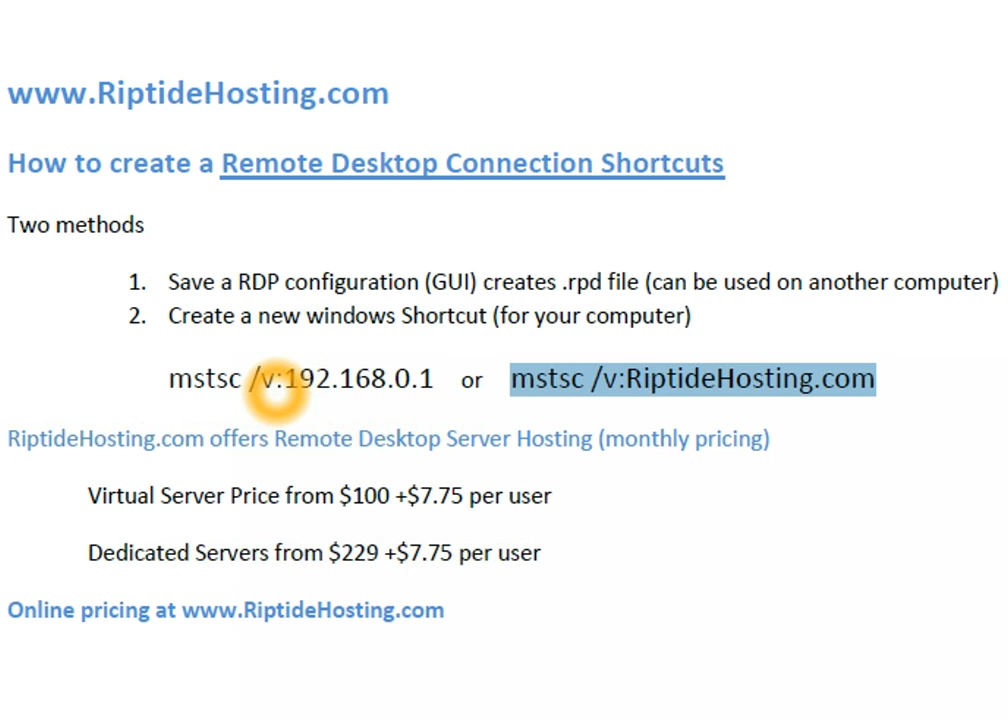 www.RiptideHosting.com
How to create a Remote Desktop Connection Shortcuts
Two methods
1. Save a RDP configuration (GUI) creates .rpd file (can be used on another computer)
2. Create a new windows Shortcut (for your computer)
mstsc /v:192.168.0.1 or mstsc /v:RiptideHosting.com
RiptideHosting.com offers Remote Desktop Server Hosting (monthly pricing)
Virtual Server Price from $100 +$7.75 per user
Dedicated Servers from $229 +$7.75 per user
Online pricing at www.RiptideHosting.com